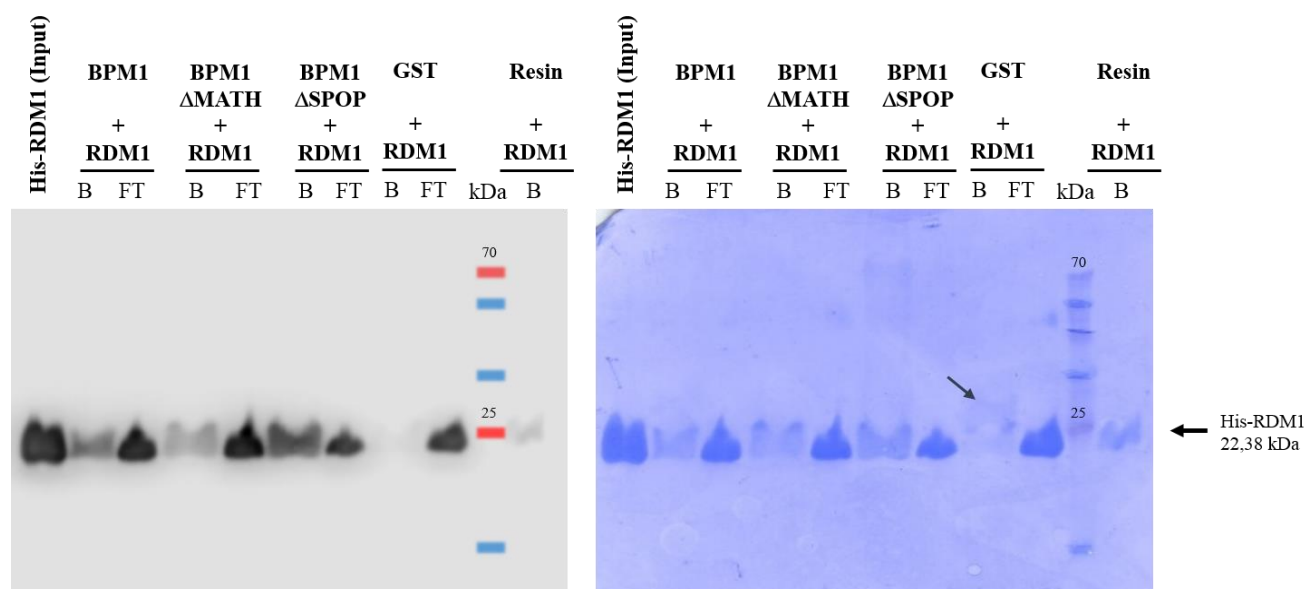 His-RDM1 (Input)
BPM1
+
RDM1
B FT
BPM1
ΔMATH
+
RDM1
B FT
BPM1
ΔSPOP
+
RDM1
B FT
GST
+
RDM1
B FT
kDa
Resin
+
RDM1
B
70
25
His-RDM1 (Input)
BPM1
+
RDM1
B FT
BPM1
ΔMATH
+
RDM1
B FT
BPM1
ΔSPOP
+
RDM1
B FT
GST
+
RDM1
B FT
kDa
Resin
+
RDM1
B
70
25
His-RDM1
22,38 kDa